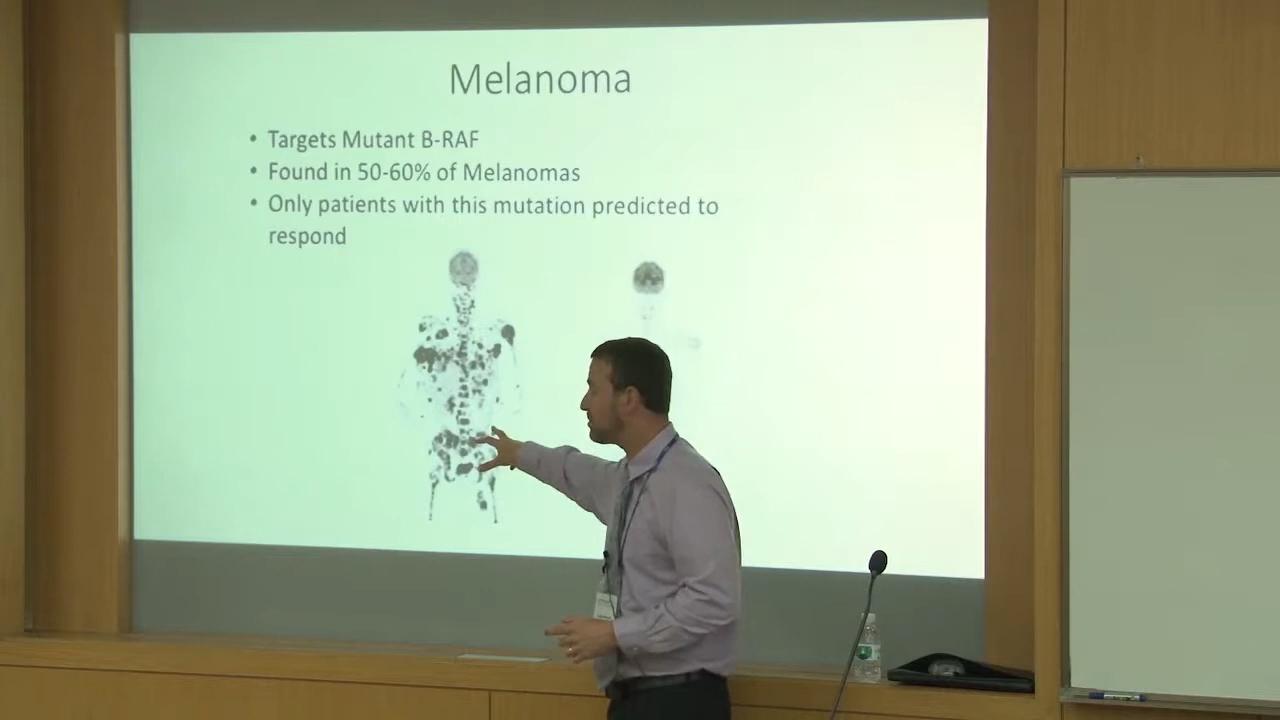 Melanoma
• Targets Mutant B-RAF
• Found in 50-60% of Melanomas
• Only patients with this mutation predicted to
respond